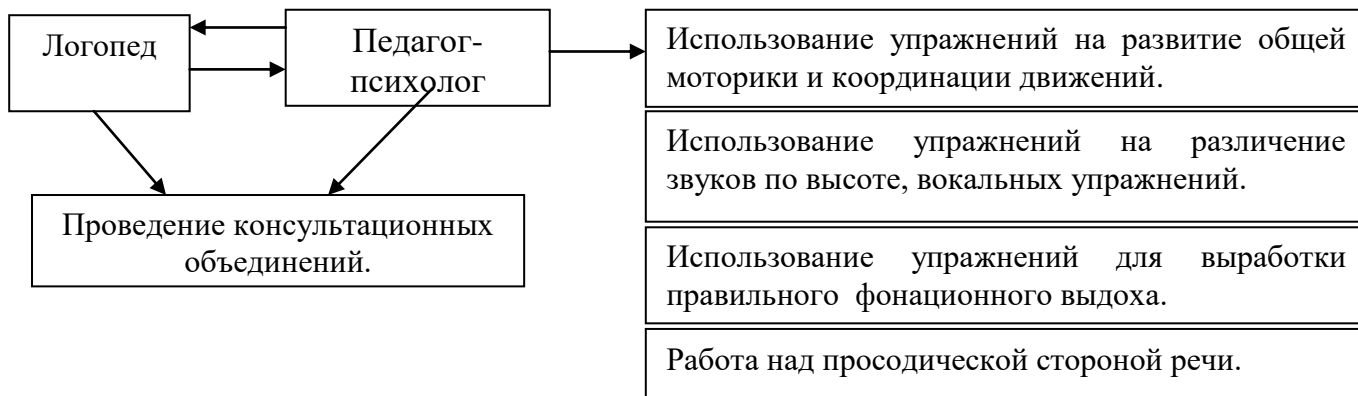 Логопед
Педагог-
психолог
Проведение консультационных
объединений.
Использование упражнений на развитие общей
моторики и координации движений.
Использование упражнений на различение
звуков по высоте, вокальных упражнений.
Использование упражнений для выработки
правильного фонационного выдоха.
Работа над просодической стороной речи.